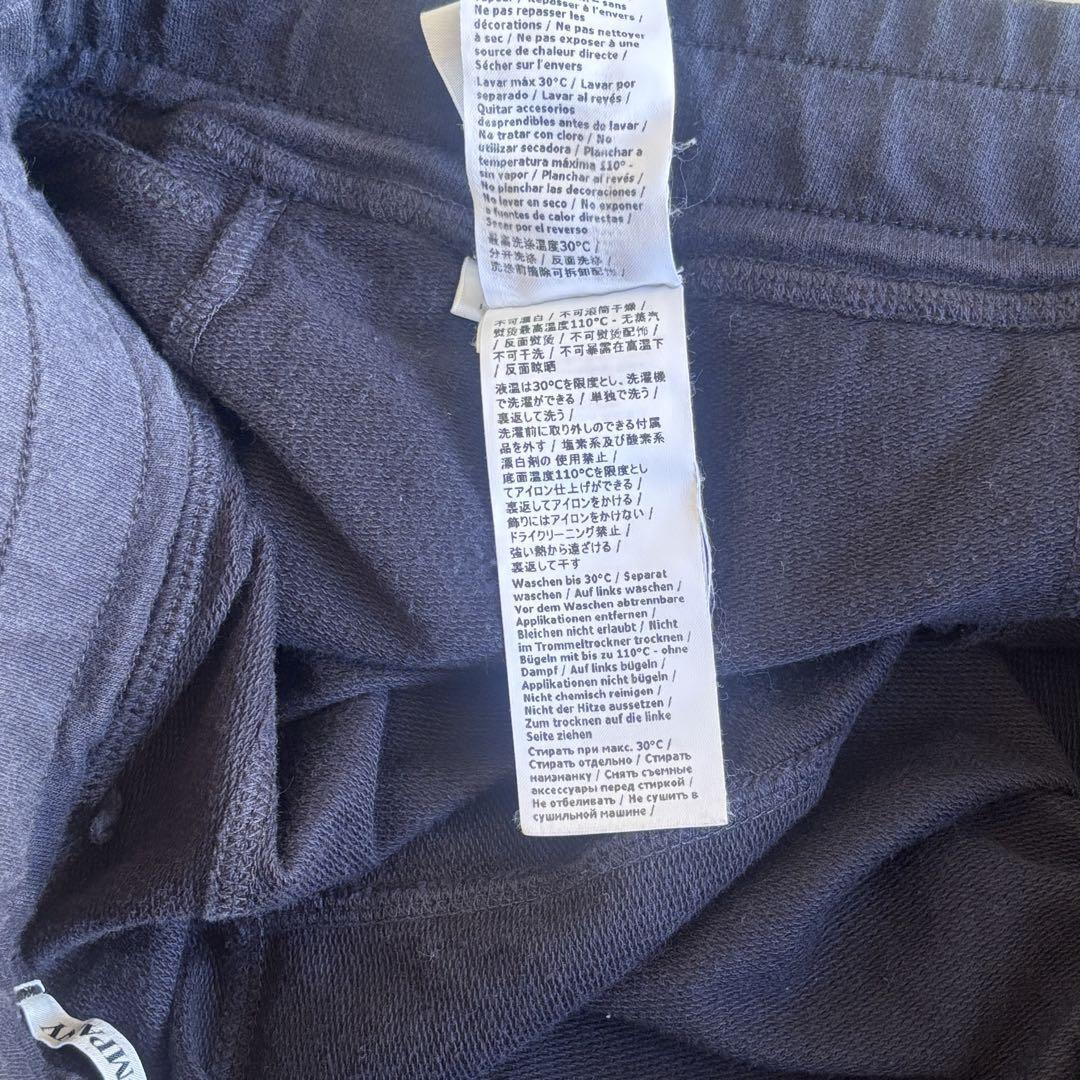 sans
vapeur / Repasser à l'envers /
Ne pas repasser les
décorations / Ne pas nettoyer
à sec / Ne pas exposer à une
source de chaleur directe /
Sécher sur l'envers
Lavar máx 30°C / Lavar por
separado / Lavar al revés /
Quitar accesorios
desprendibles antes de lavar /
No tratar con cloro / No
utilizar secadora / Planchar a
temperatura máxima 110° -
sin vapor / Planchar al revés /
No planchar las decoraciones /
No lavar en seco / No exponer
a fuentes de calor directas /
Secar por el reverso
最高洗涤温度30°C /
分开洗涤 / 反面洗涤 /
洗涤前摘除可拆卸配饰 /
不可漂白 / 不可滚筒干燥 /
熨烫最高温度110°C - 无蒸汽
/ 反面熨烫 / 不可熨烫配饰 /
不可干洗 / 不可暴露在高温下
/ 反面晾晒
液温は30°Cを限度とし、洗濯機
で洗濯ができる / 単独で洗う /
裏返して洗う /
洗濯前に取り外しのできる付属
品を外す / 塩素系及び酸素系
漂白剤の 使用禁止 /
底面温度110°Cを限度とし
てアイロン仕上げができる /
裏返してアイロンをかける /
飾りにはアイロンをかけない /
ドライクリーニング禁止 /
強い熱から遠ざける /
裏返して干す
Waschen bis 30°C / Separat
waschen / Auf links waschen /
Vor dem Waschen abtrennbare
Applikationen entfernen /
Bleichen nicht erlaubt / Nicht
im Trommeltrockner trocknen /
Bügeln mit bis zu 110°C - ohne
Dampf / Auf links bügeln /
Applikationen nicht bügeln /
Nicht chemisch reinigen /
Nicht der Hitze aussetzen /
Zum trocknen auf die linke
Seite ziehen
Стирать при макс. 30°C /
Стирать отдельно / Стирать
наизнанку / Снять съемные
аксессуары перед стиркой /
Не отбеливать / Не сушить в
сушильной машине /